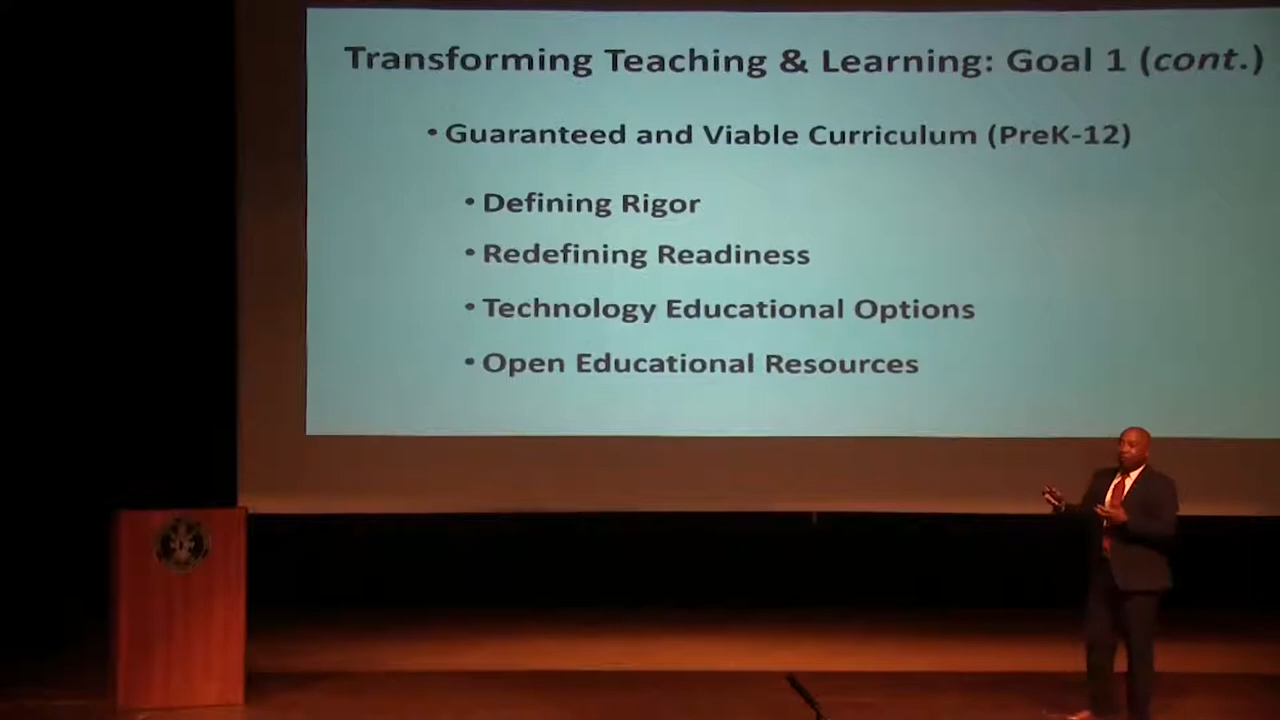 Transforming Teaching & Learning: Goal 1 (cont.)
• Guaranteed and Viable Curriculum (PreK-12)
• Defining Rigor
• Redefining Readiness
• Technology Educational Options
• Open Educational Resources